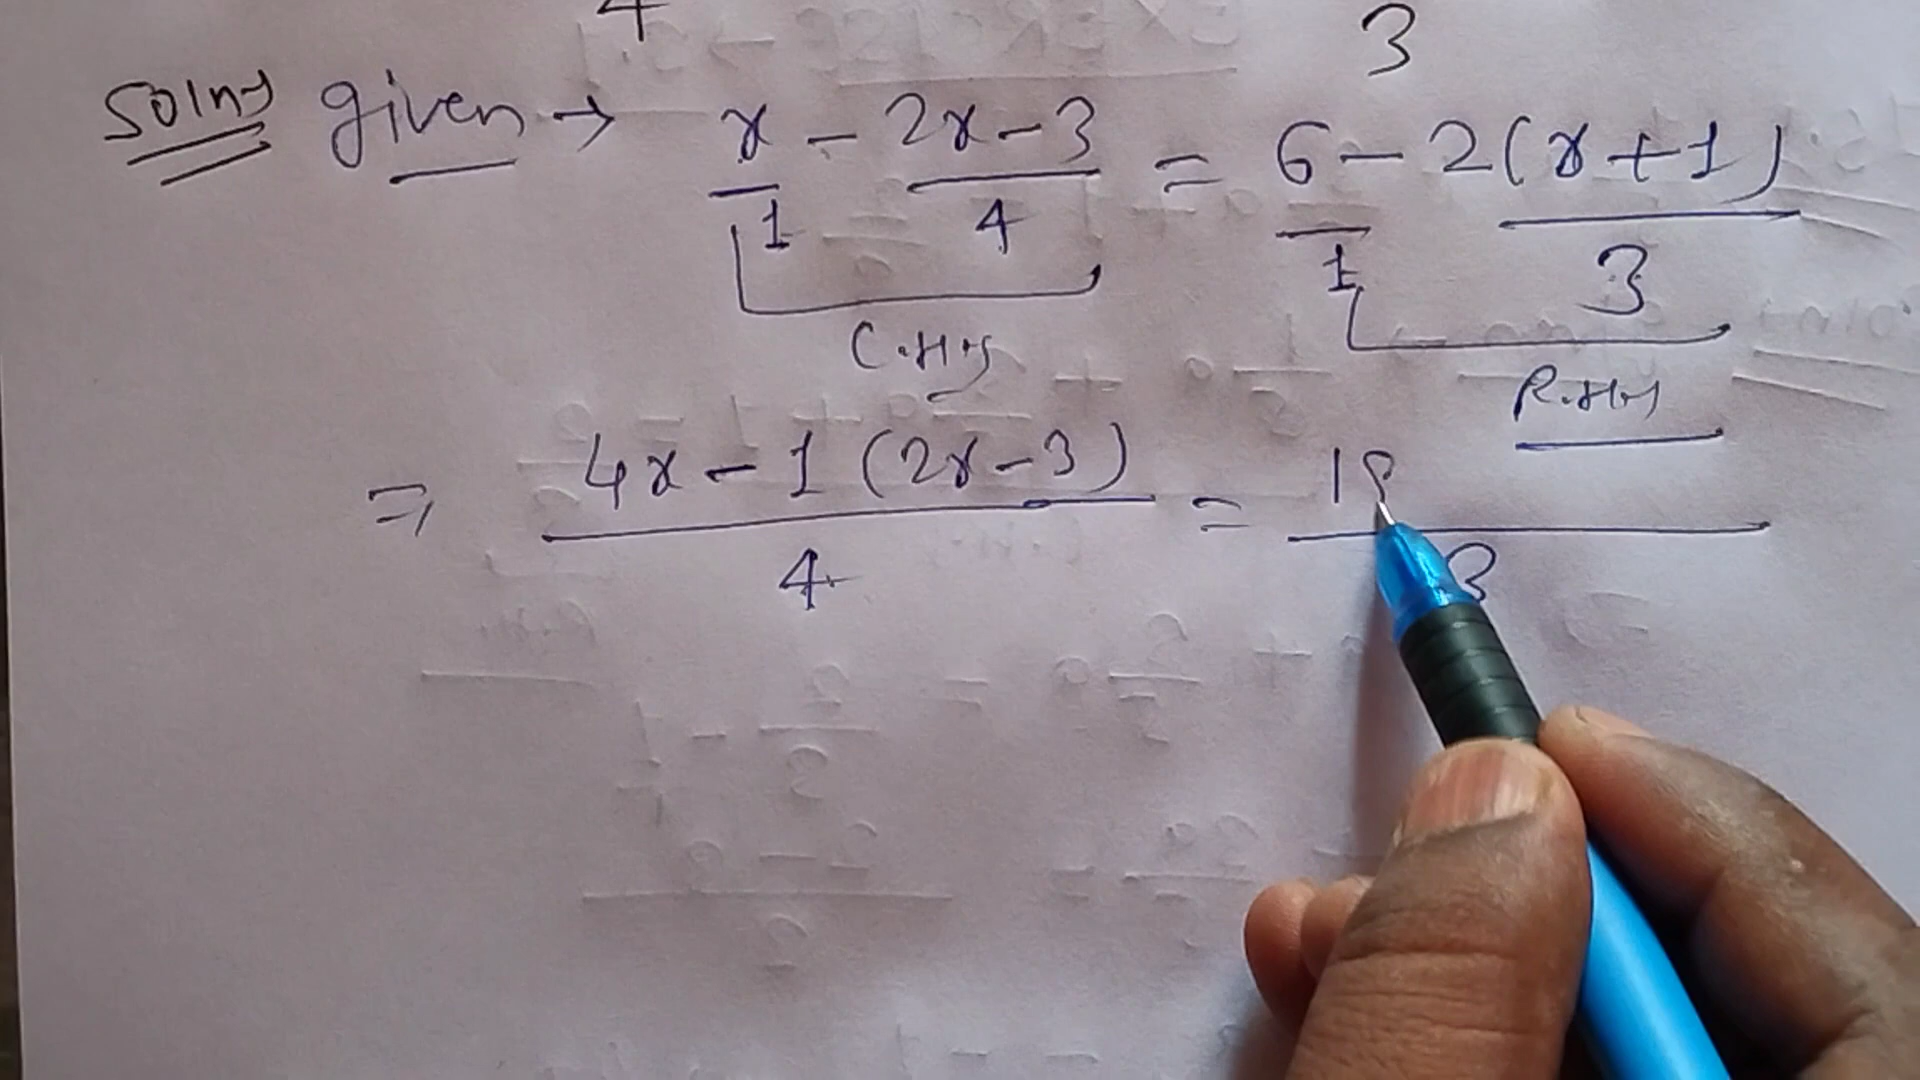 4 3
Soln given → x/1 - 2x-3/4 = 6/1 - 2(x+1)/3
L.H.S
R.H.S
⇒ 4x-1(2x-3)/4 = 18/3